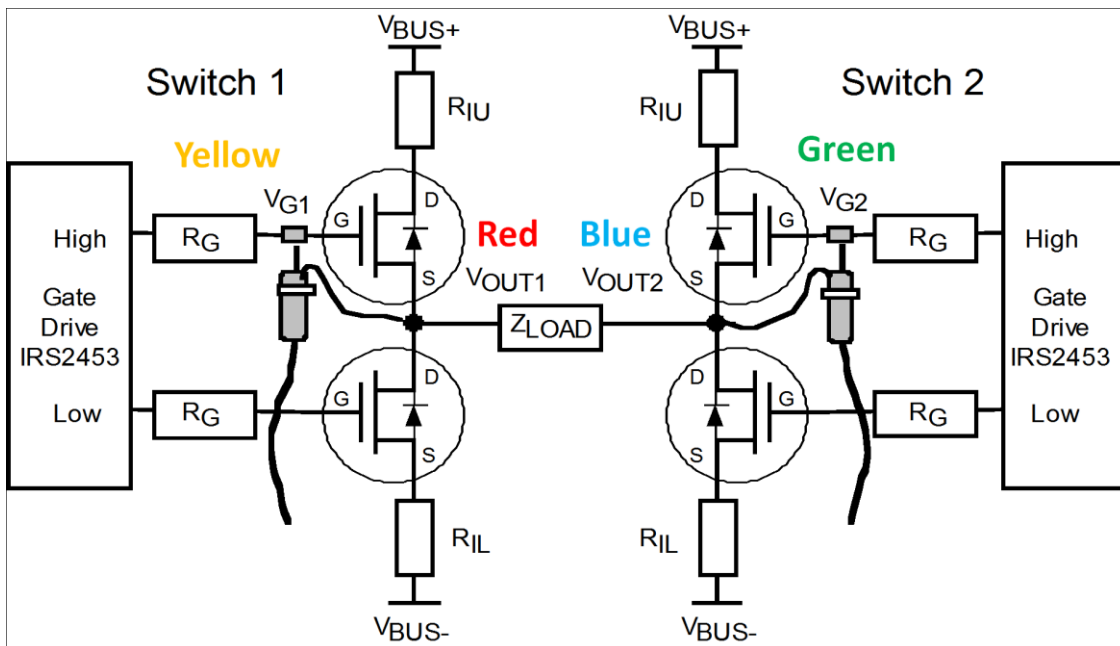 VBUS+
VBUS+
Switch 1
Switch 2
RIU
RIU
Yellow
Green
VG1
D
D
VG2
High
RG
G
Red
Blue
G
RG
High
S
VOUT1
VOUT2
S
Gate
Drive
IRS2453
ZLOAD
Gate
Drive
IRS2453
D
D
Low
RG
G
G
RG
Low
S
S
RIL
RIL
VBUS-
VBUS-